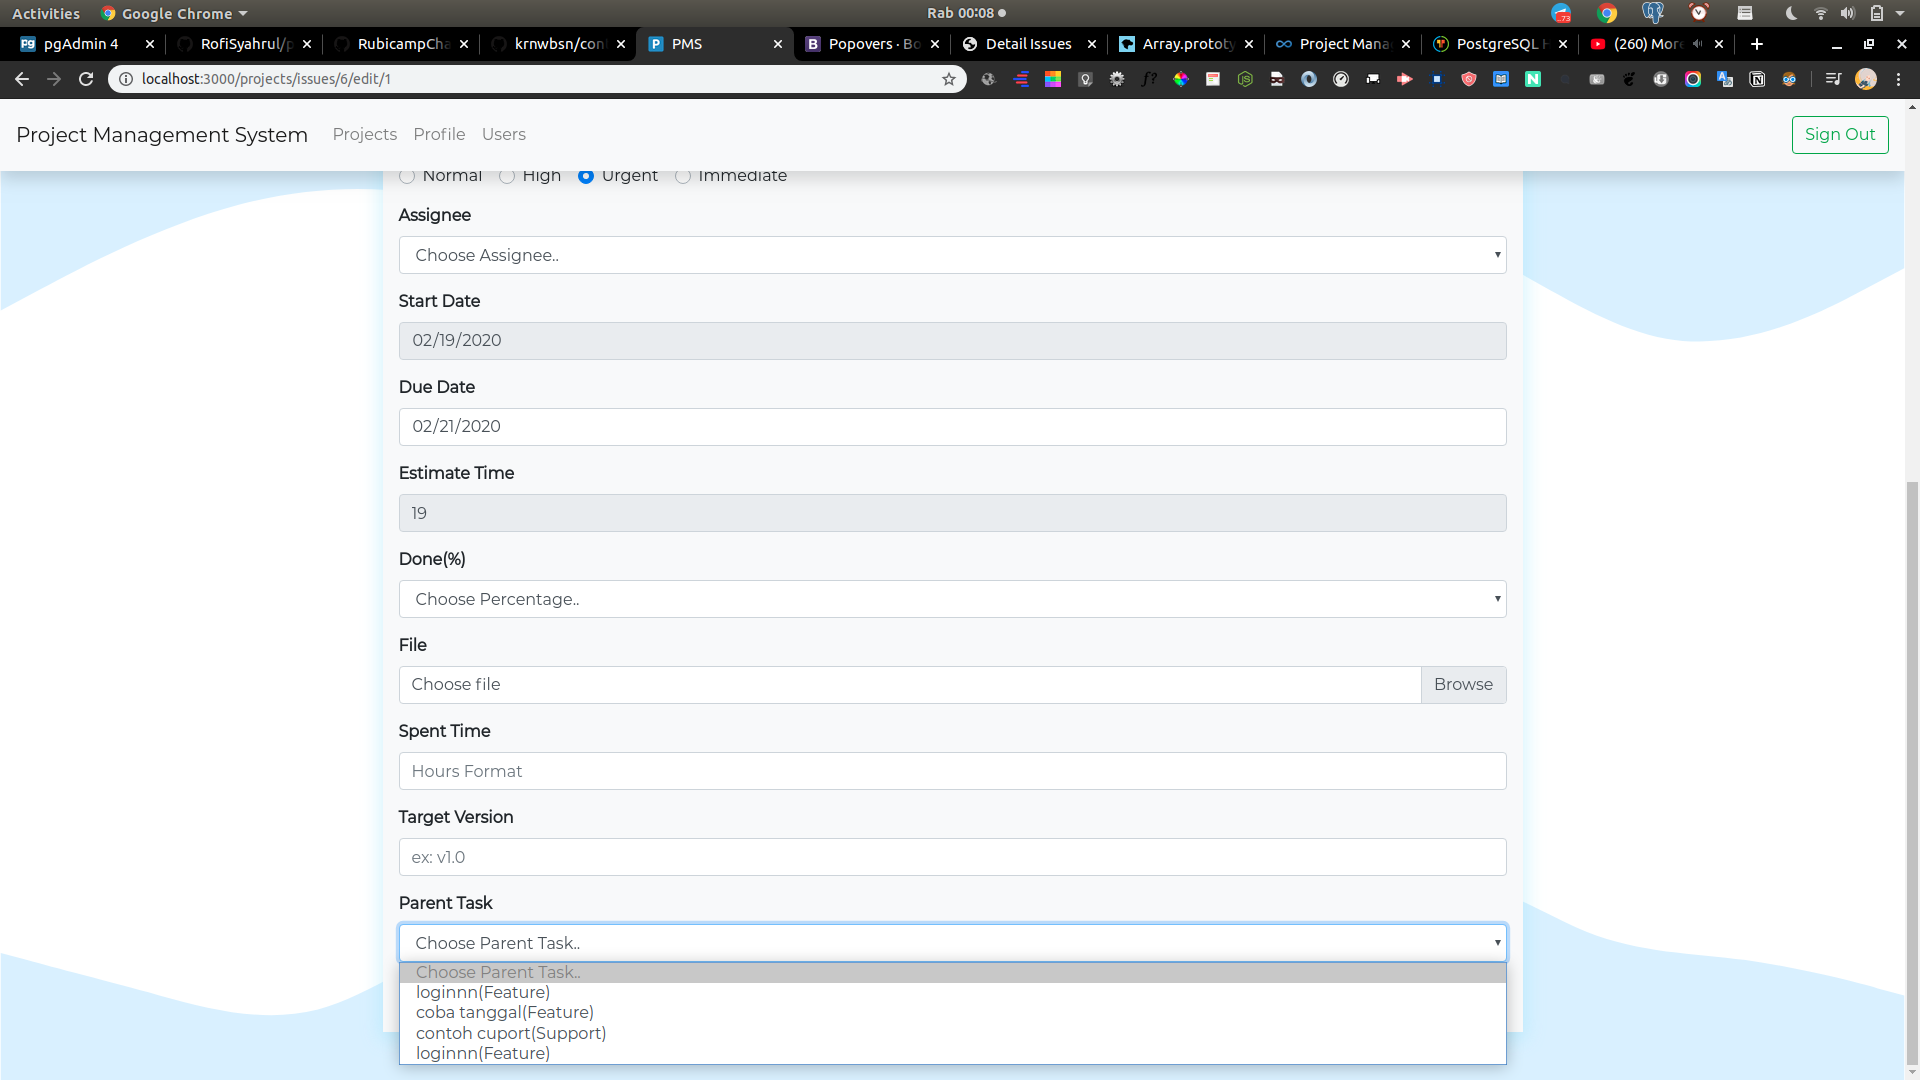 Activities
Google Chrome
Rab 00:08
73
pgAdmin 4
RofiSyahrul/p
RubicampCha
krnwbsn/con
PMS
Popovers · Bo
Detail Issues
Array.prototy
Project Mana
PostgreSQL H
(260) More
localhost:3000/projects/issues/6/edit/1
Project Management System
Projects
Profile
Users
Sign Out
Normal
High
Urgent
Immediate
Assignee
Choose Assignee..
Start Date
02/19/2020
Due Date
02/21/2020
Estimate Time
19
Done(%)
Choose Percentage..
File
Choose file
Browse
Spent Time
Hours Format
Target Version
ex: v1.0
Parent Task
Choose Parent Task..
Choose Parent Task..
loginnn(Feature)
coba tanggal(Feature)
contoh cuport(Support)
loginnn(Feature)